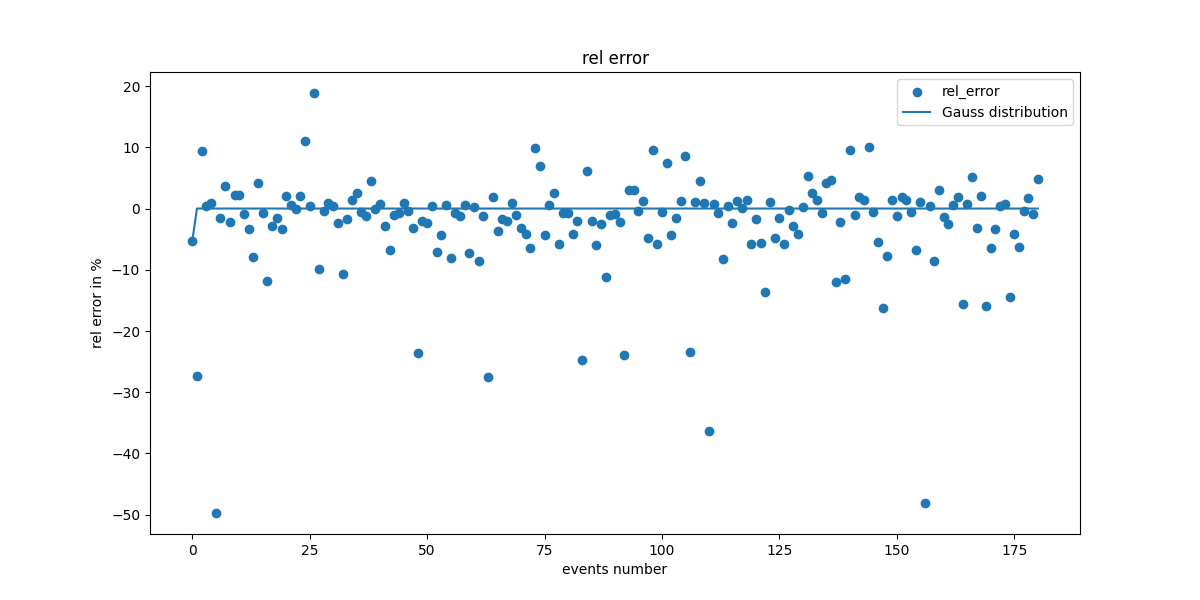 rel error
rel_error
Gauss distribution
rel error in %
20
10
0
−10
−20
−30
−40
−50
0 25 50 75 100 125 150 175
events number